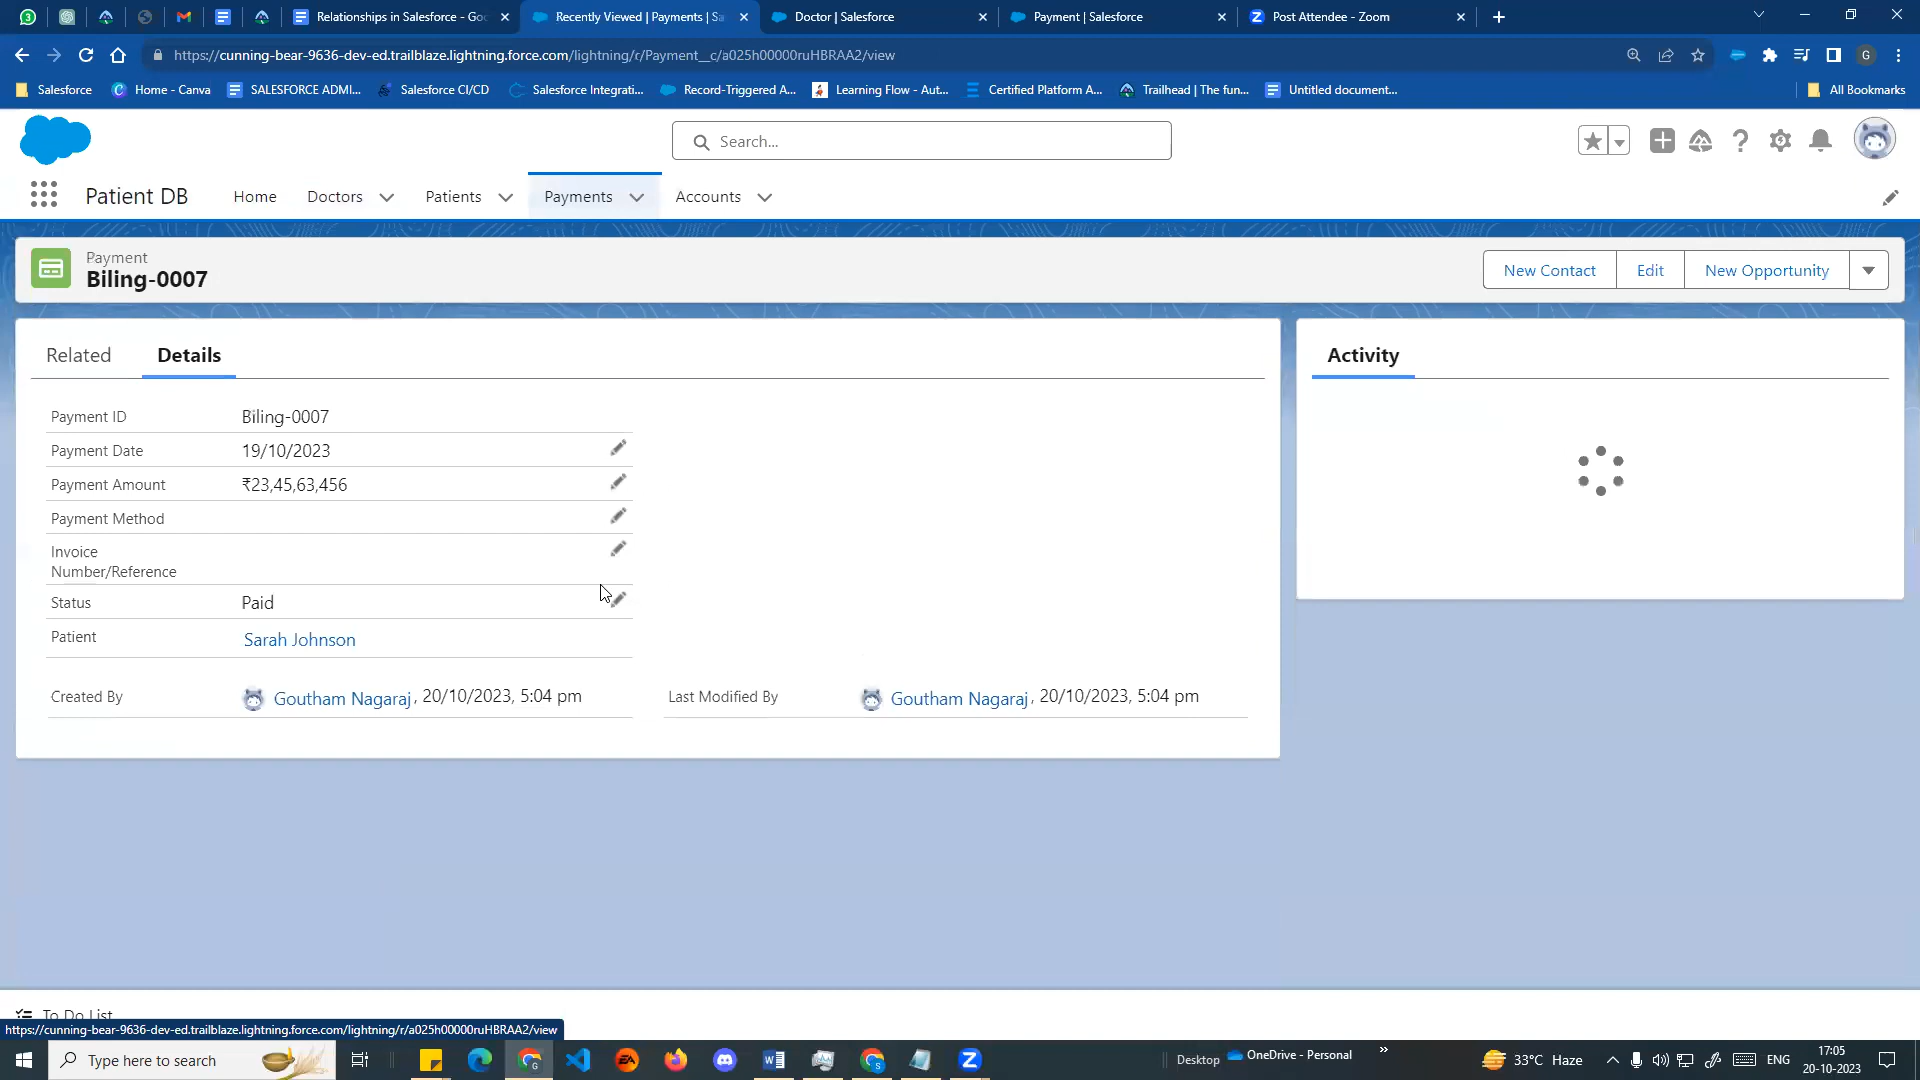 3
Relationships in Salesforce - Goo
Recently Viewed | Payments | Sa
Doctor | Salesforce
Payment | Salesforce
Z Post Attendee - Zoom
https://cunning-bear-9636-dev-ed.trailblaze.lightning.force.com/lightning/r/Payment__c/a025h00000ruHBRAA2/view
G
Salesforce
Home - Canva
SALESFORCE ADMI...
Salesforce CI/CD
Salesforce Integrati...
Record-Triggered A...
Learning Flow - Aut...
Certified Platform A...
Trailhead | The fun...
Untitled document...
All Bookmarks
Search...
Patient DB
Home
Doctors
Patients
Payments
Accounts
Payment
Biling-0007
New Contact
Edit
New Opportunity
Related
Details
Activity
Payment ID
Biling-0007
Payment Date
19/10/2023
Payment Amount
₹23,45,63,456
Payment Method
Invoice
Number/Reference
Status
Paid
Patient
Sarah Johnson
Created By
Goutham Nagaraj, 20/10/2023, 5:04 pm
Last Modified By
Goutham Nagaraj, 20/10/2023, 5:04 pm
To Do List
https://cunning-bear-9636-dev-ed.trailblaze.lightning.force.com/lightning/r/a025h00000ruHBRAA2/view
Type here to search
Desktop
OneDrive - Personal
33°C Haze
ENG
17:05
20-10-2023